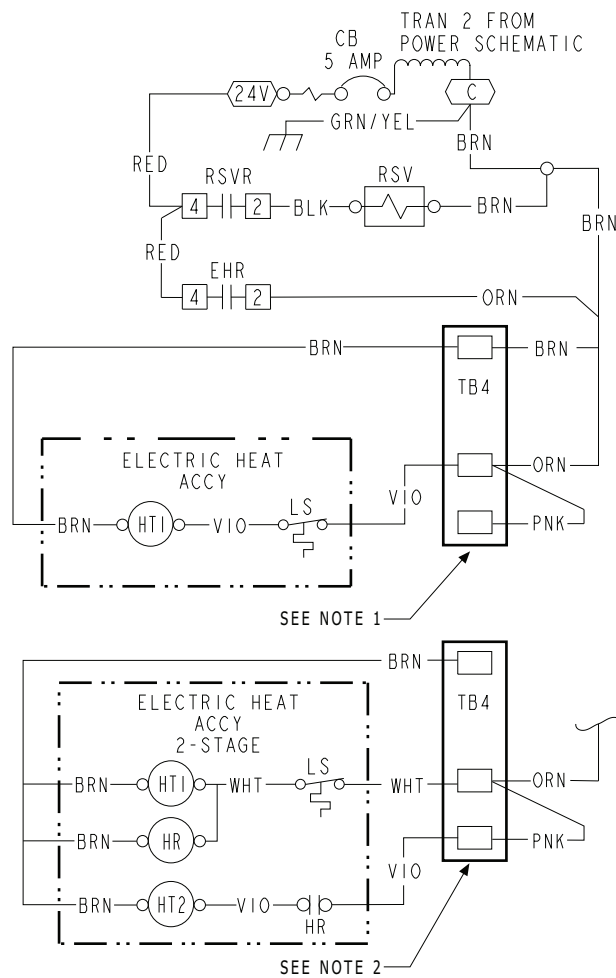 TRAN 2 FROM
POWER SCHEMATIC
CB
5 AMP
24V
C
GRN/YEL
BRN
RED
RSVR
RSV
4
2
BLK
BRN
BRN
RED
EHR
4
2
ORN
BRN
BRN
TB4
ELECTRIC HEAT
ACCY
ORN
LS
VIO
BRN
HT1
VIO
PNK
SEE NOTE 1
BRN
TB4
ELECTRIC HEAT
ACCY
2-STAGE
LS
BRN
HT1
WHT
WHT
ORN
BRN
HR
PNK
VIO
BRN
HT2
VIO
HR
SEE NOTE 2